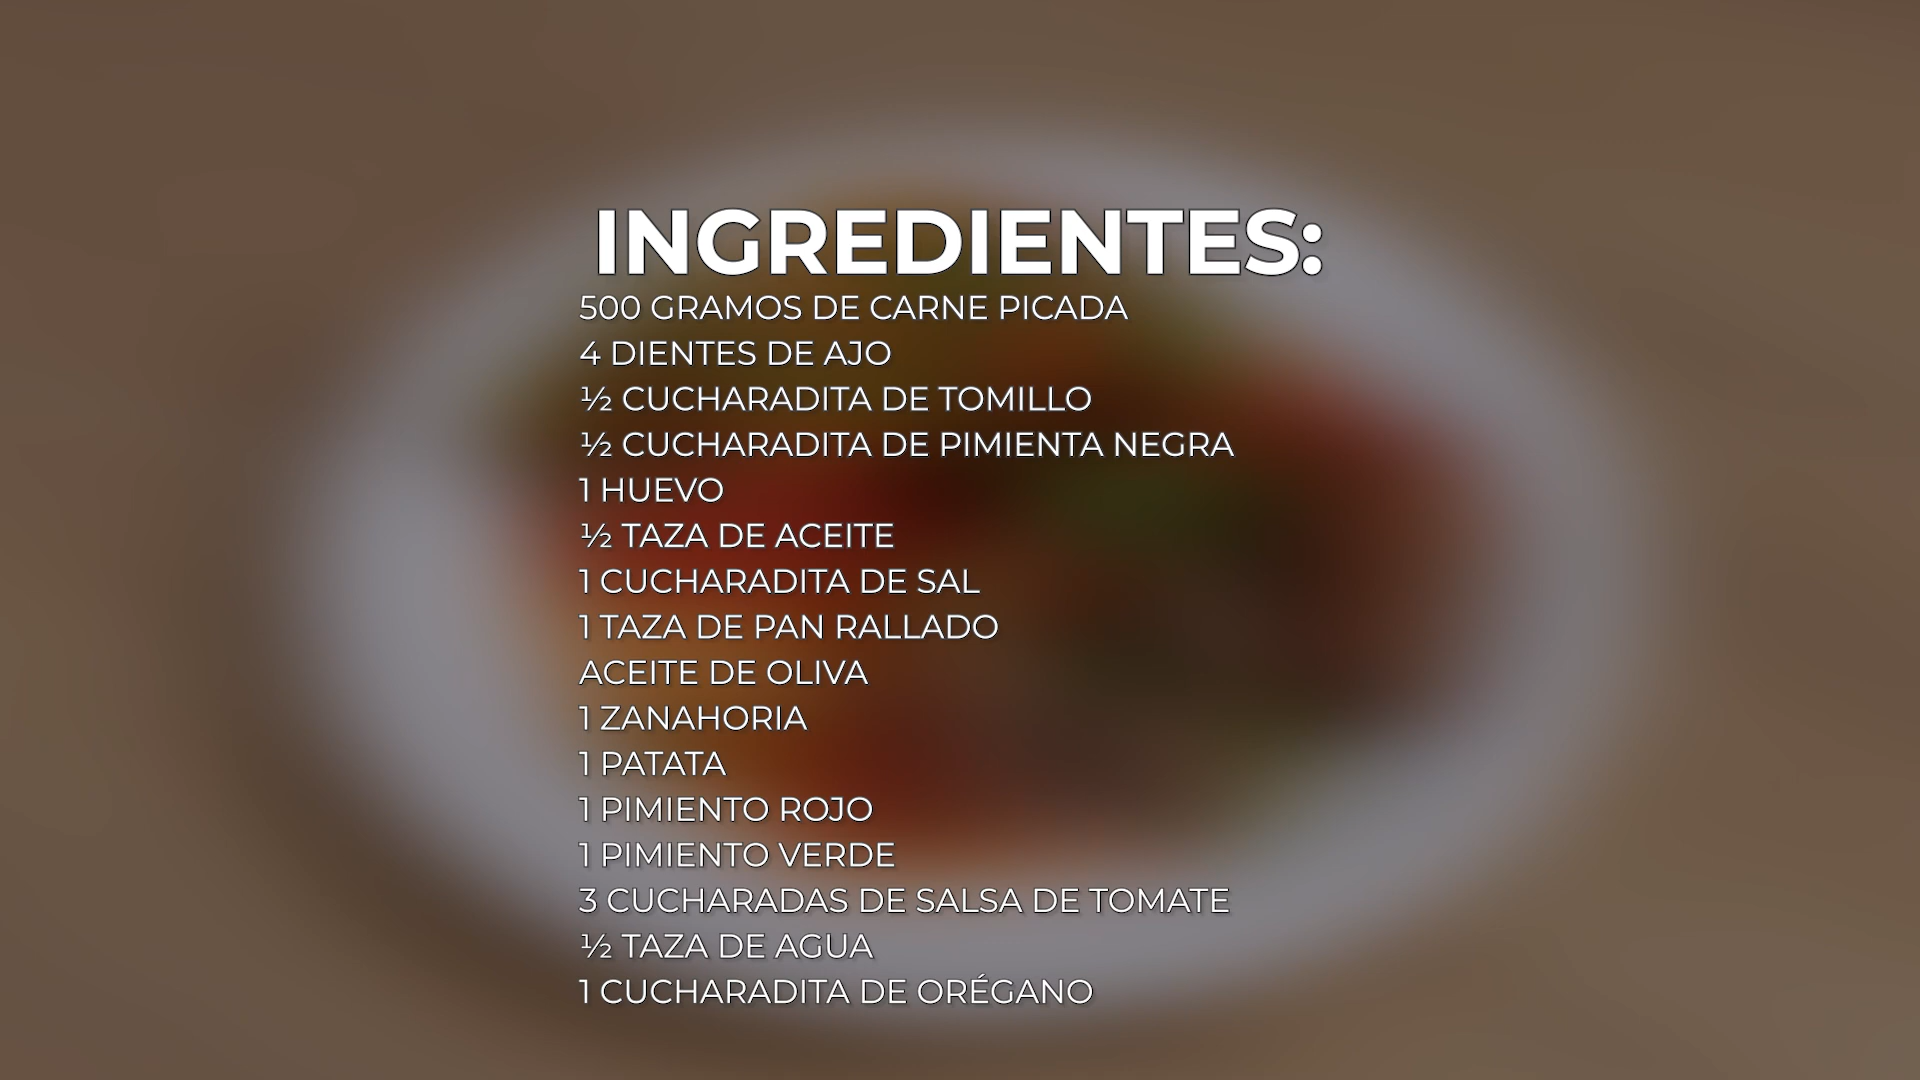 INGREDIENTES:
500 GRAMOS DE CARNE PICADA
4 DIENTES DE AJO
½ CUCHARADITA DE TOMILLO
½ CUCHARADITA DE PIMIENTA NEGRA
1 HUEVO
½ TAZA DE ACEITE
1 CUCHARADITA DE SAL
1 TAZA DE PAN RALLADO
ACEITE DE OLIVA
1 ZANAHORIA
1 PATATA
1 PIMIENTO ROJO
1 PIMIENTO VERDE
3 CUCHARADAS DE SALSA DE TOMATE
½ TAZA DE AGUA
1 CUCHARADITA DE ORÉGANO